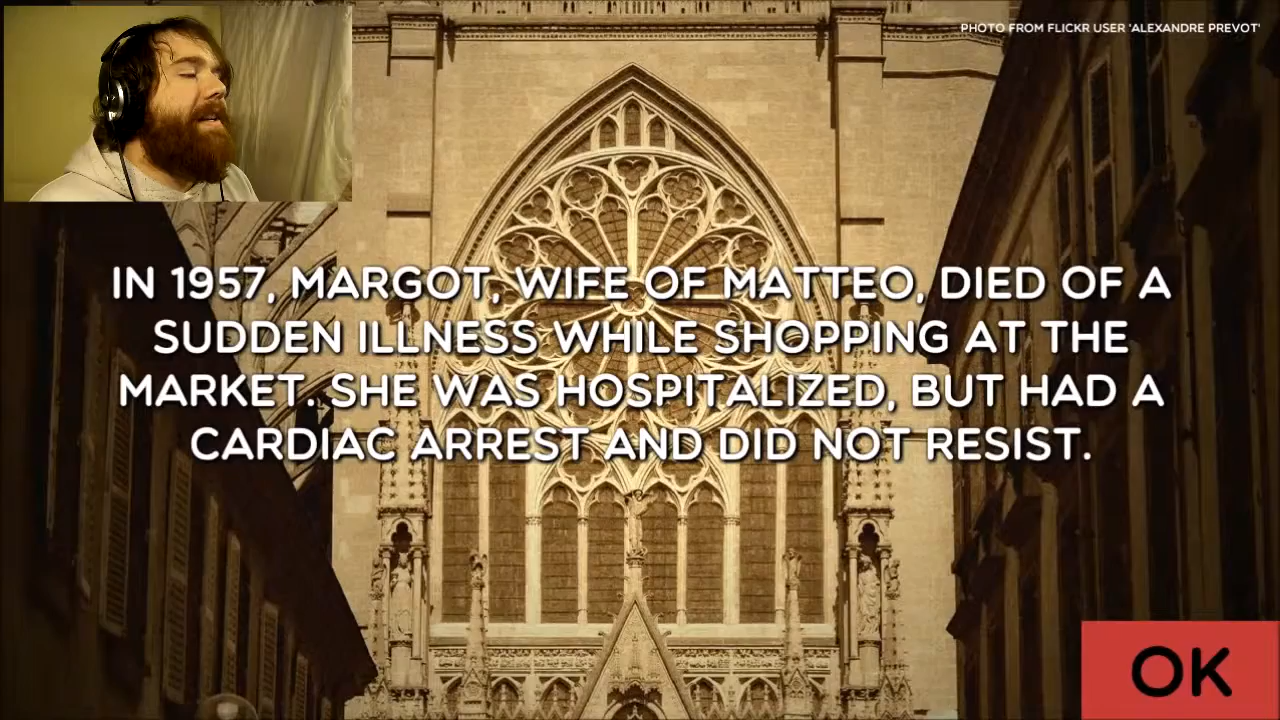 PHOTO FROM FLICKR USER 'ALEXANDRE PREVOT'
IN 1957, MARGOT, WIFE OF MATTEO, DIED OF A
SUDDEN ILLNESS WHILE SHOPPING AT THE
MARKET. SHE WAS HOSPITALIZED, BUT HAD A
CARDIAC ARREST AND DID NOT RESIST.
OK